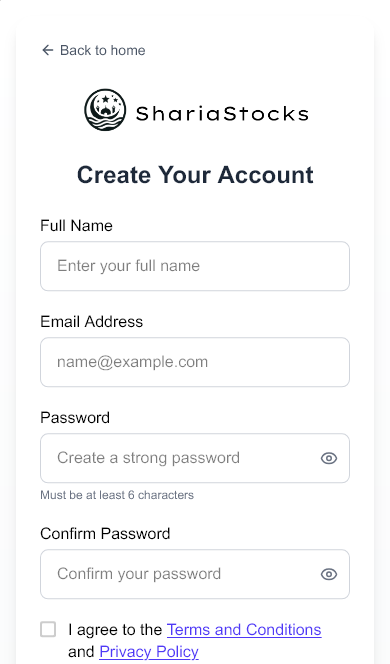 Back to home
ShariaStocks
Create Your Account
Full Name
Enter your full name
Email Address
name@example.com
Password
Create a strong password
Must be at least 6 characters
Confirm Password
Confirm your password
I agree to the Terms and Conditions
and Privacy Policy